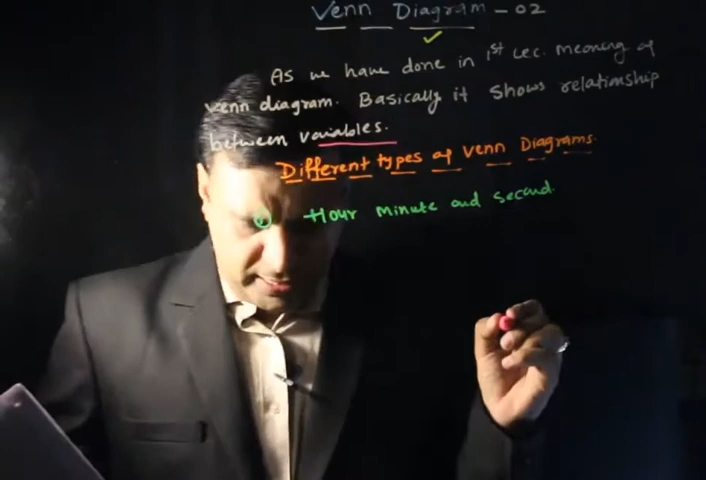 Venn Diagram - 02
As we have done in 1st Lec. meaning of
venn diagram. Basically it shows relationship
between variables.
Different types of venn Diagrams.
Hour minute and second.